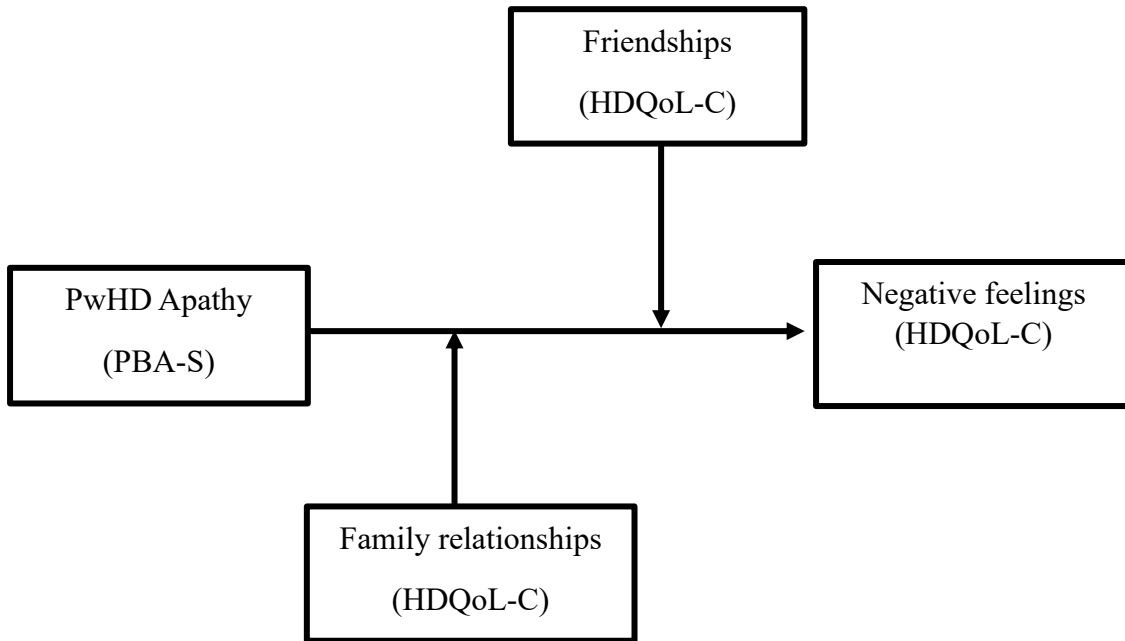 Friendships
(HDQoL-C)
PwHD Apathy
(PBA-S)
Negative feelings
(HDQoL-C)
Family relationships
(HDQoL-C)